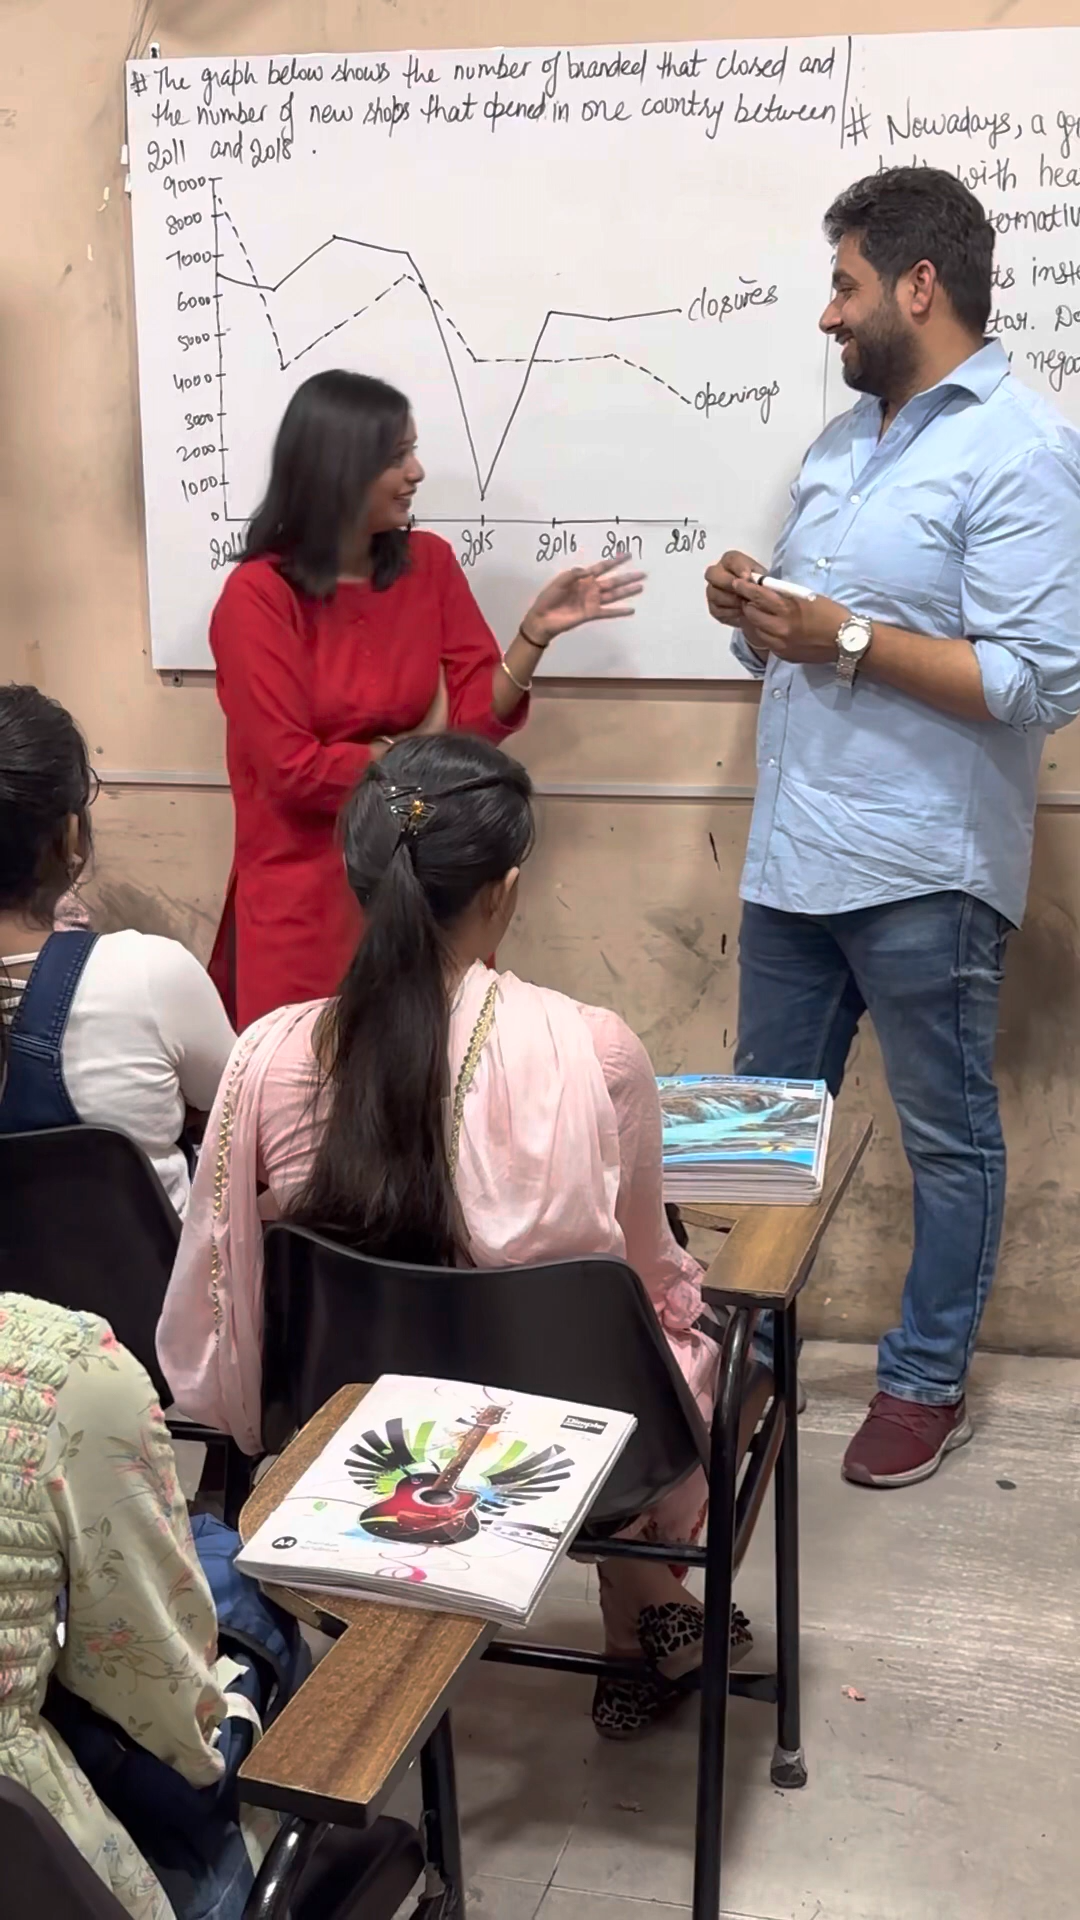 # The graph below shows the number of branded that closed and
the number of new shops that opened in one country between
2011 and 2018 .
9000
8000
7000
6000
5000
4000
3000
2000
1000
0
closures
openings
2011
2015
2016
2017
2018
# Nowadays, a
with
Dimple
A4